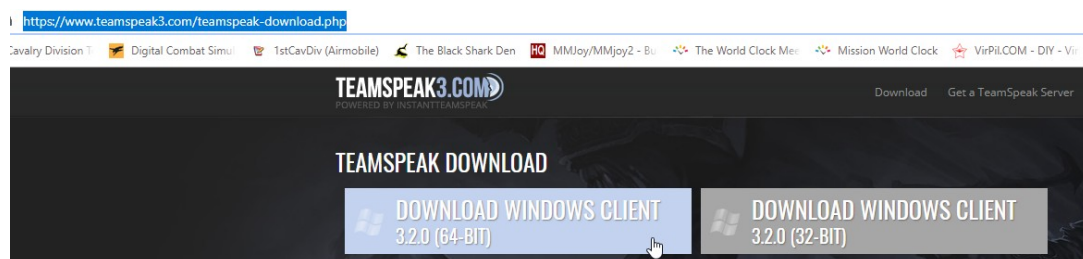 https://www.teamspeak3.com/teamspeak-download.php
Cavalry Division T Digital Combat Simu 1stCavDiv (Airmobile) The Black Shark Den HQ MMJoy/MMjoy2 - Bu The World Clock Mee Mission World Clock VirPil.COM - DIY - Vir
TEAMSPEAK3.COM
POWERED BY INSTANTTEAMSPEAK
Download Get a TeamSpeak Server
TEAMSPEAK DOWNLOAD
DOWNLOAD WINDOWS CLIENT DOWNLOAD WINDOWS CLIENT
3.2.0 (64-BIT) 3.2.0 (32-BIT)